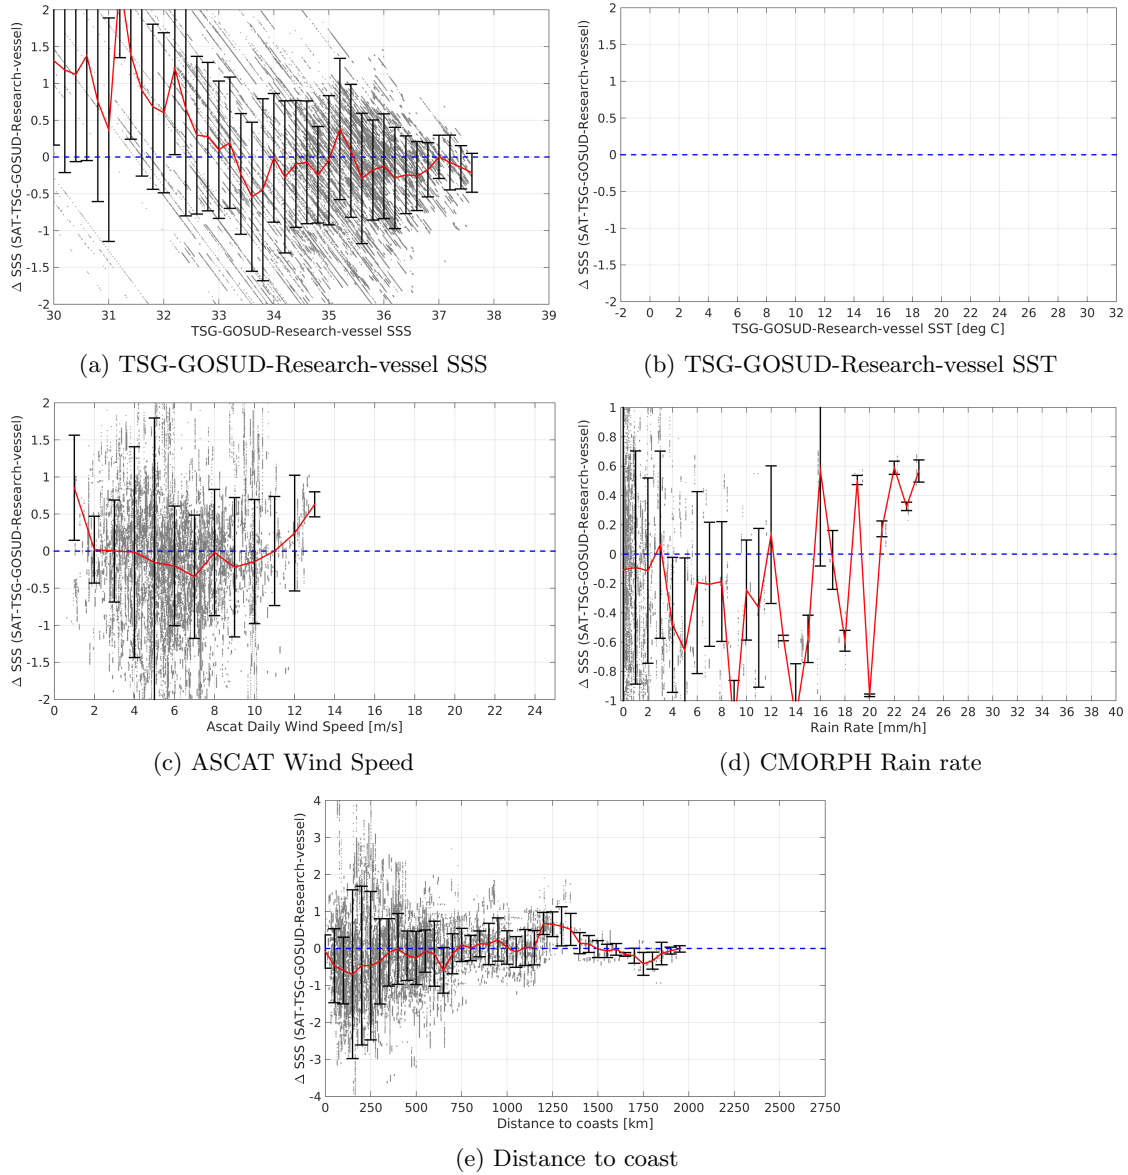 Δ SSS (SAT-TSG-GOSUD-Research-vessel)
2
1.5
1
0.5
0
-0.5
-1
-1.5
-2
30 31 32 33 34 35 36 37 38 39
TSG-GOSUD-Research-vessel SSS
(a) TSG-GOSUD-Research-vessel SSS
Δ SSS (SAT-TSG-GOSUD-Research-vessel)
2
1.5
1
0.5
0
-0.5
-1
-1.5
-2
-2 0 2 4 6 8 10 12 14 16 18 20 22 24 26 28 30 32
TSG-GOSUD-Research-vessel SST [deg C]
(b) TSG-GOSUD-Research-vessel SST
Δ SSS (SAT-TSG-GOSUD-Research-vessel)
2
1.5
1
0.5
0
-0.5
-1
-1.5
-2
0 2 4 6 8 10 12 14 16 18 20 22 24
Ascat Daily Wind Speed [m/s]
(c) ASCAT Wind Speed
Δ SSS (SAT-TSG-GOSUD-Research-vessel)
1
0.8
0.6
0.4
0.2
0
-0.2
-0.4
-0.6
-0.8
-1
0 2 4 6 8 10 12 14 16 18 20 22 24 26 28 30 32 34 36 38 40
Rain Rate [mm/h]
(d) CMORPH Rain rate
Δ SSS (SAT-TSG-GOSUD-Research-vessel)
4
3
2
1
0
-1
-2
-3
-4
0 250 500 750 1000 1250 1500 1750 2000 2250 2500 2750
Distance to coasts [km]
(e) Distance to coast